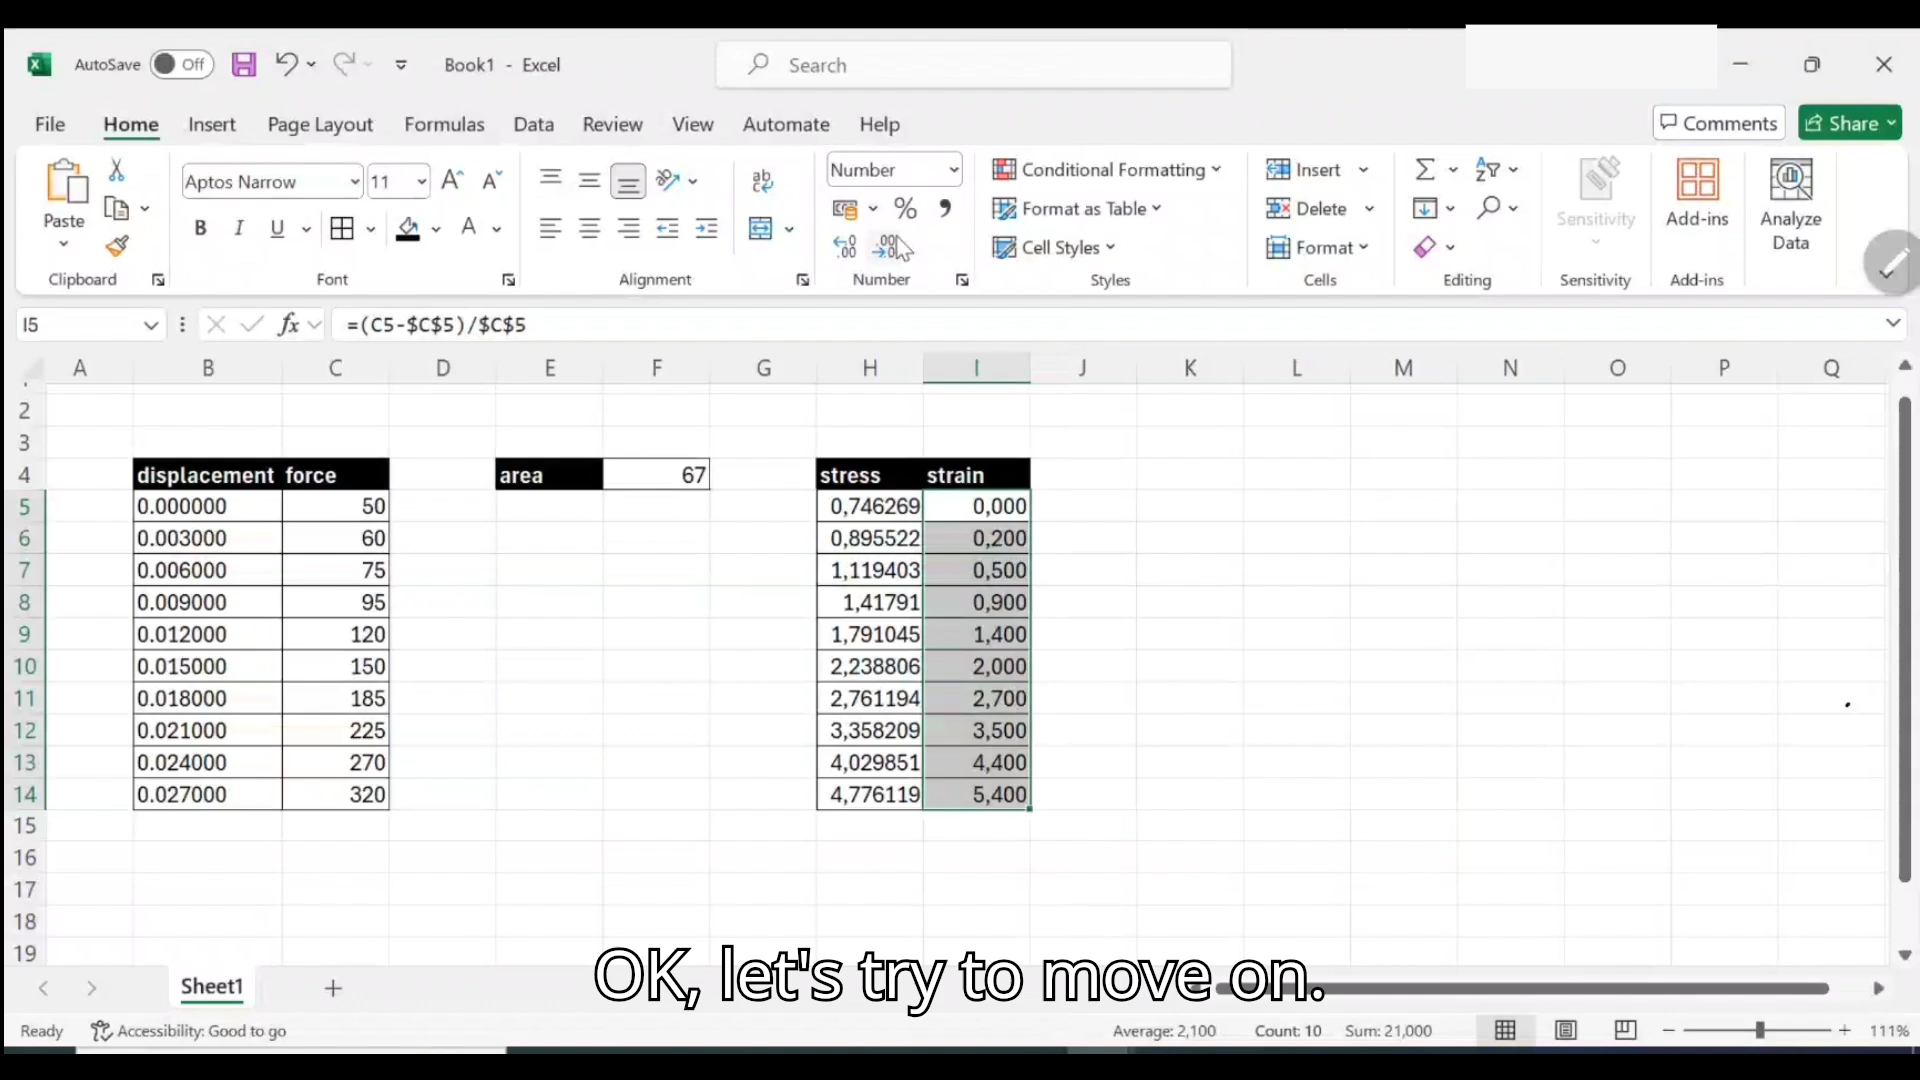 AutoSave Off Book1 - Excel Search
File Home Insert Page Layout Formulas Data Review View Automate Help Comments Share
Paste
Clipboard
Aptos Narrow 11
B I U
Font
Alignment
Number
Number
Conditional Formatting
Format as Table
Cell Styles
Styles
Insert
Delete
Format
Cells
Editing
Sensitivity
Sensitivity
Add-ins
Add-ins
Analyze
Data
I5 fx =(C5-$C$5)/$C$5
A B C D E F G H I J K L M N O P Q
2
3
4 displacement force area 67 stress strain
5 0.000000 50 0,746269 0,000
6 0.003000 60 0,895522 0,200
7 0.006000 75 1,119403 0,500
8 0.009000 95 1,41791 0,900
9 0.012000 120 1,791045 1,400
10 0.015000 150 2,238806 2,000
11 0.018000 185 2,761194 2,700
12 0.021000 225 3,358209 3,500
13 0.024000 270 4,029851 4,400
14 0.027000 320 4,776119 5,400
15
16
17
18
19
OK, let's try to move on.
Sheet1
Ready Accessibility: Good to go Average: 2,100 Count: 10 Sum: 21,000 111%